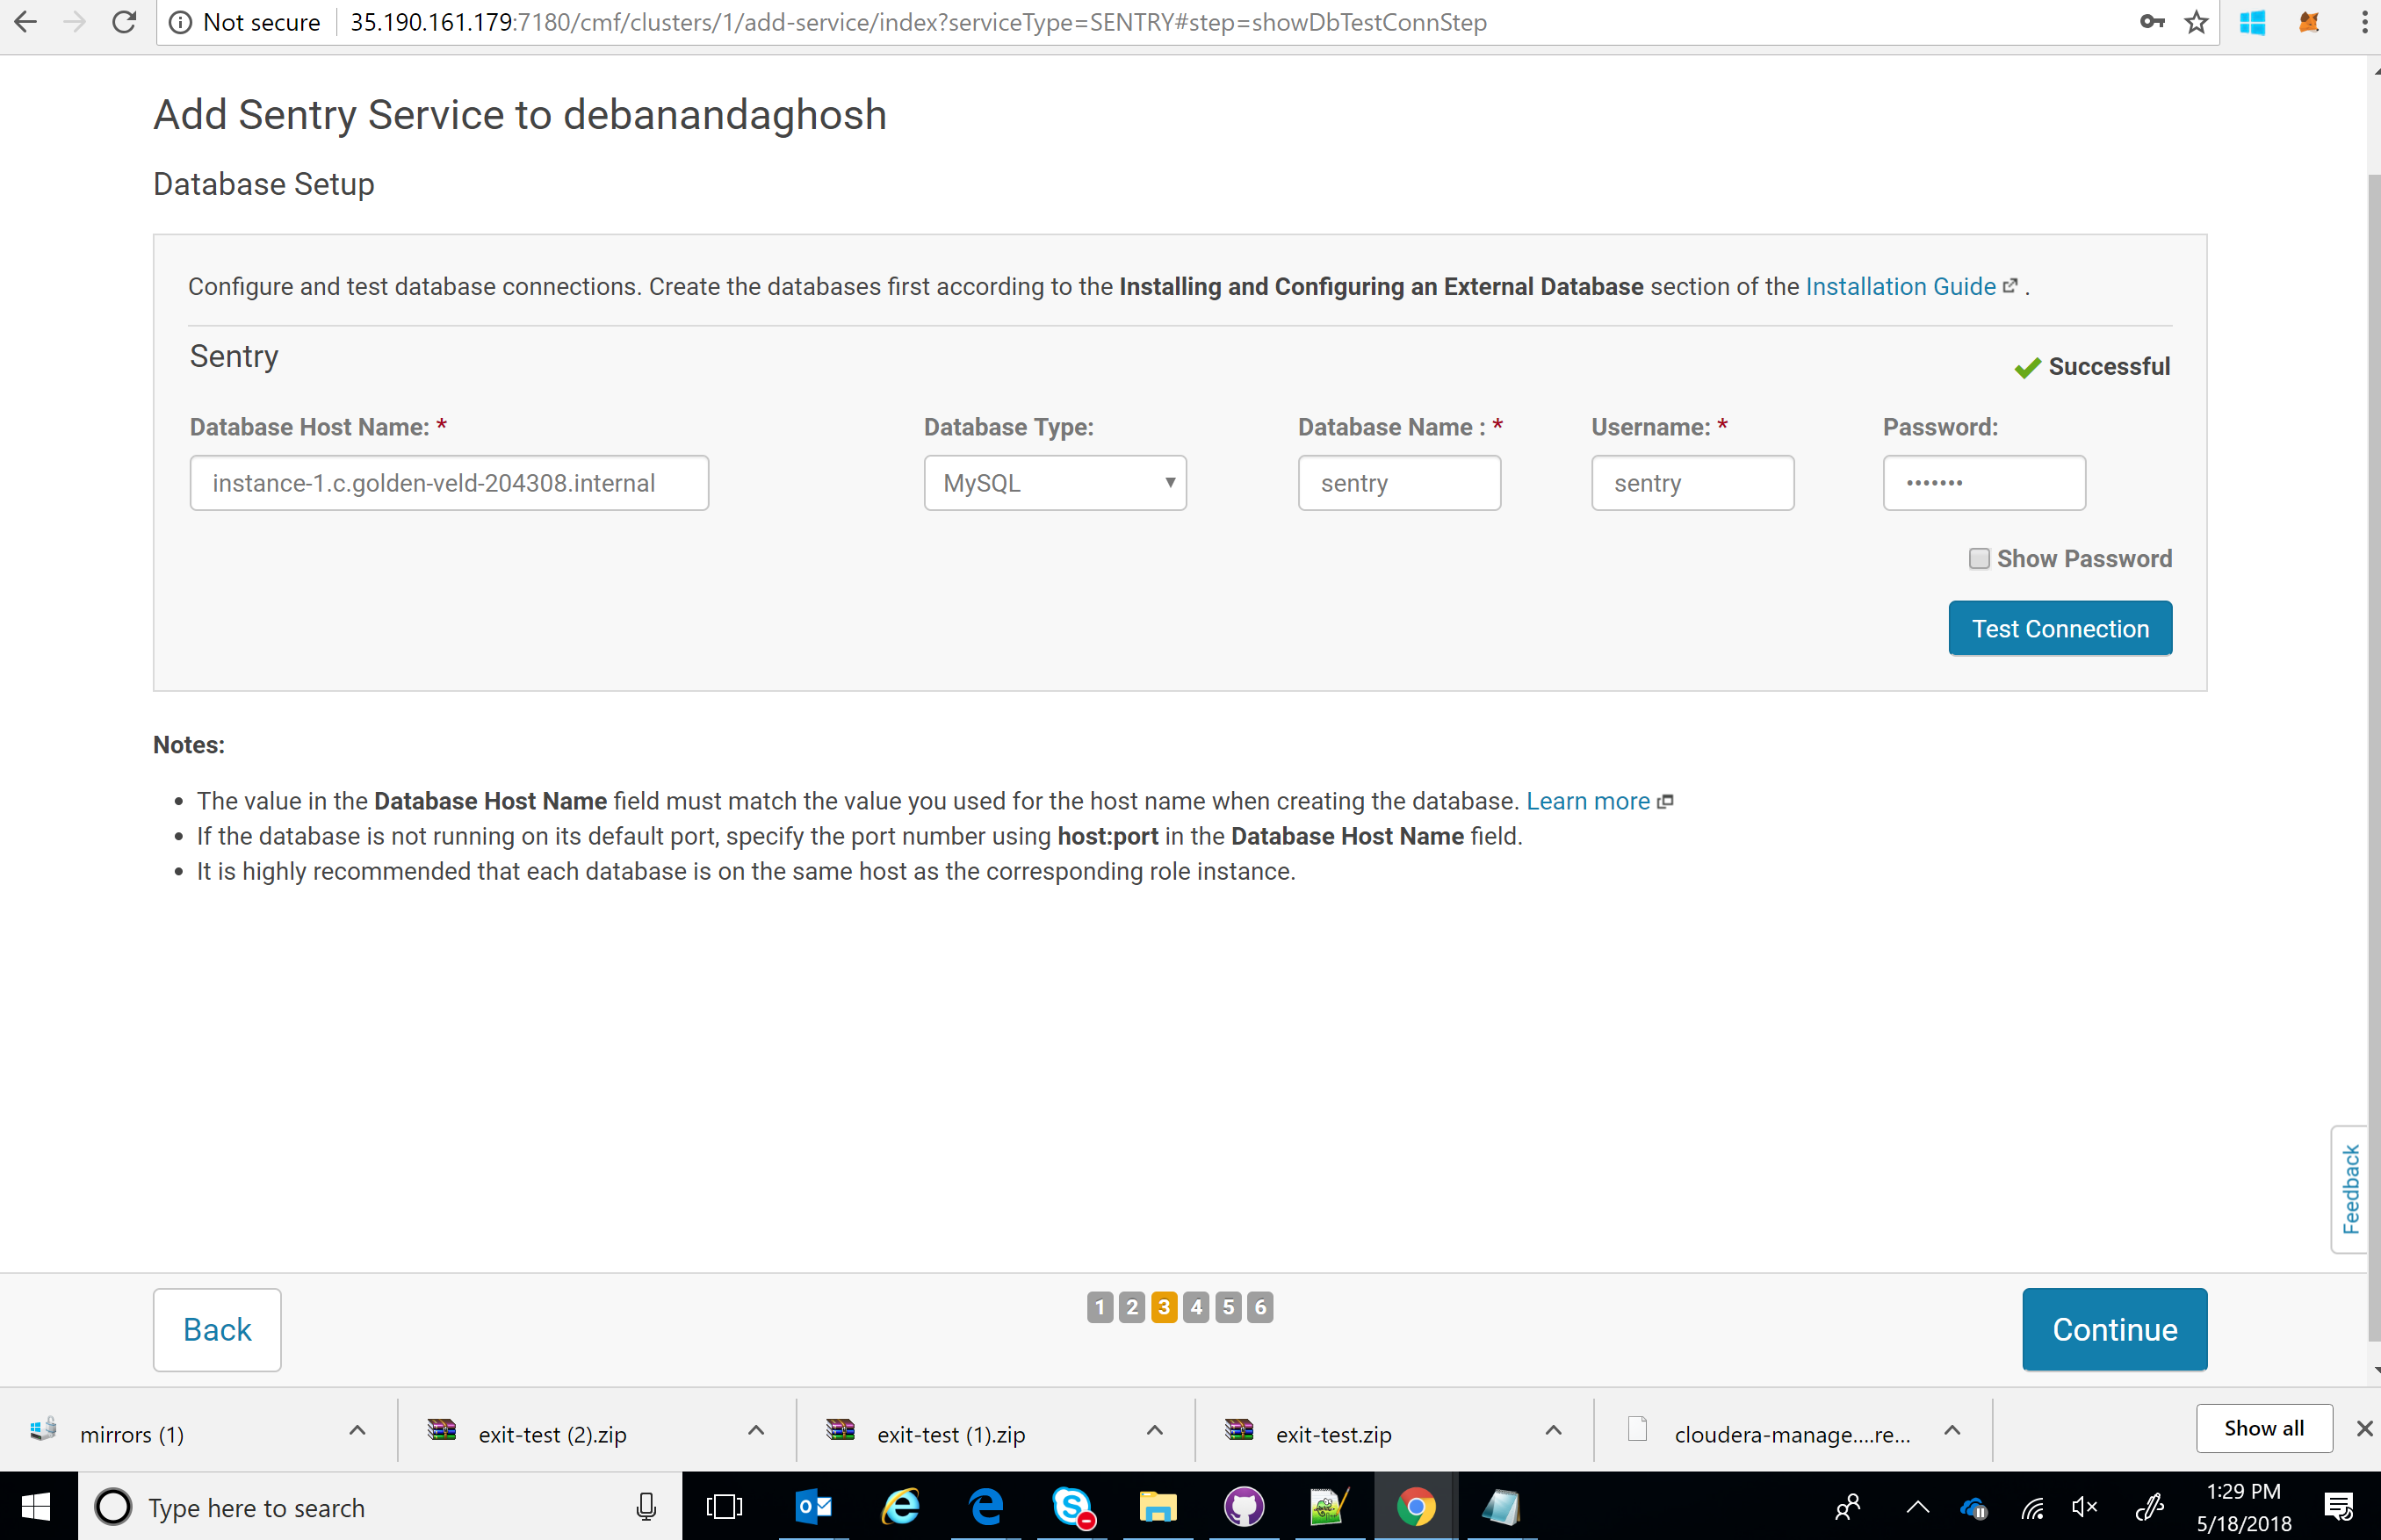 Not secure 35.190.161.179:7180/cmf/clusters/1/add-service/index?serviceType=SENTRY#step=showDbTestConnStep
Add Sentry Service to debanandaghosh
Database Setup
Configure and test database connections. Create the databases first according to the Installing and Configuring an External Database section of the Installation Guide .
Sentry
Successful
Database Host Name: * Database Type: Database Name : * Username: * Password:
instance-1.c.golden-veld-204308.internal MySQL sentry sentry •••••••
Show Password
Test Connection
Notes:
• The value in the Database Host Name field must match the value you used for the host name when creating the database. Learn more
• If the database is not running on its default port, specify the port number using host:port in the Database Host Name field.
• It is highly recommended that each database is on the same host as the corresponding role instance.
Feedback
Back 1 2 3 4 5 6 Continue
mirrors (1) exit-test (2).zip exit-test (1).zip exit-test.zip cloudera-manage....re... Show all
Type here to search 1:29 PM
5/18/2018